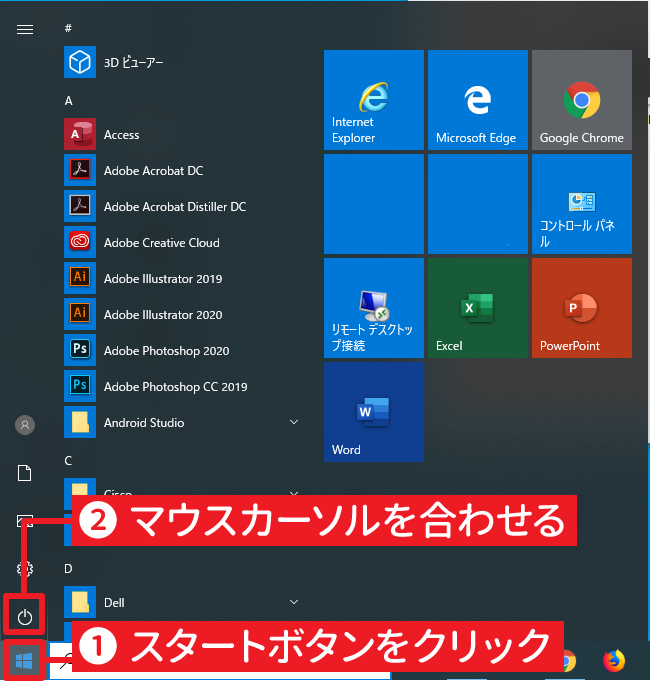 #
3D ビューアー
A
Access
Adobe Acrobat DC
Adobe Acrobat Distiller DC
Adobe Creative Cloud
Adobe Illustrator 2019
Adobe Illustrator 2020
Adobe Photoshop 2020
Adobe Photoshop CC 2019
Android Studio
C
Cisco
D
Dell
Internet
Explorer
Microsoft Edge
Google Chrome
コントロール パネ
ル
リモート デスクトッ
プ接続
Excel
PowerPoint
Word
❷ マウスカーソルを合わせる
❶ スタートボタンをクリック